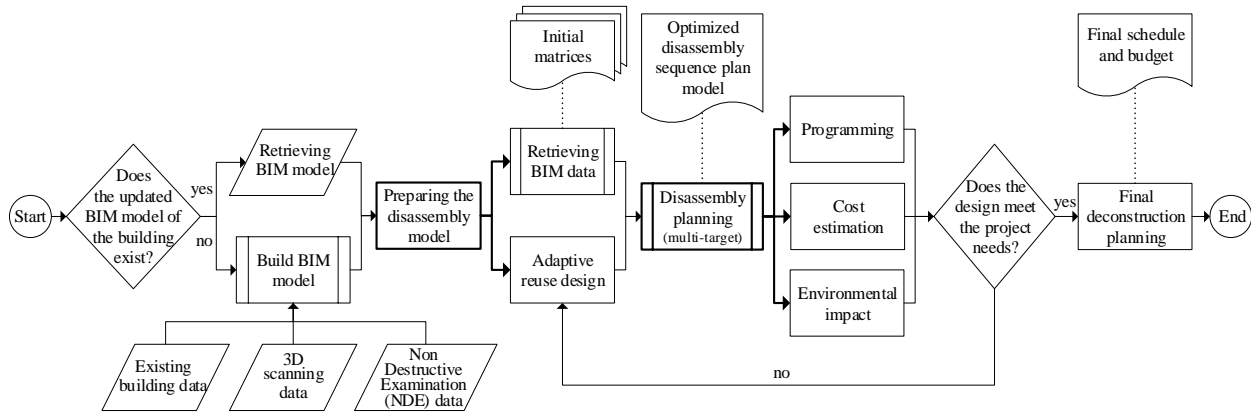 Start
Does
the updated
BIM model of
the building
exist?
yes
no
Retrieving
BIM model
Build BIM
model
Existing
building data
3D
scanning
data
Non
Destructive
Examination
(NDE) data
Preparing the
disassembly
model
Initial
matrices
Retrieving
BIM data
Adaptive
reuse design
Optimized
disassembly
sequence plan
model
Disassembly
planning
(multi-target)
Programming
Cost
estimation
Environmental
impact
Does the
design meet
the project
needs?
yes
no
Final schedule
and budget
Final
deconstruction
planning
End